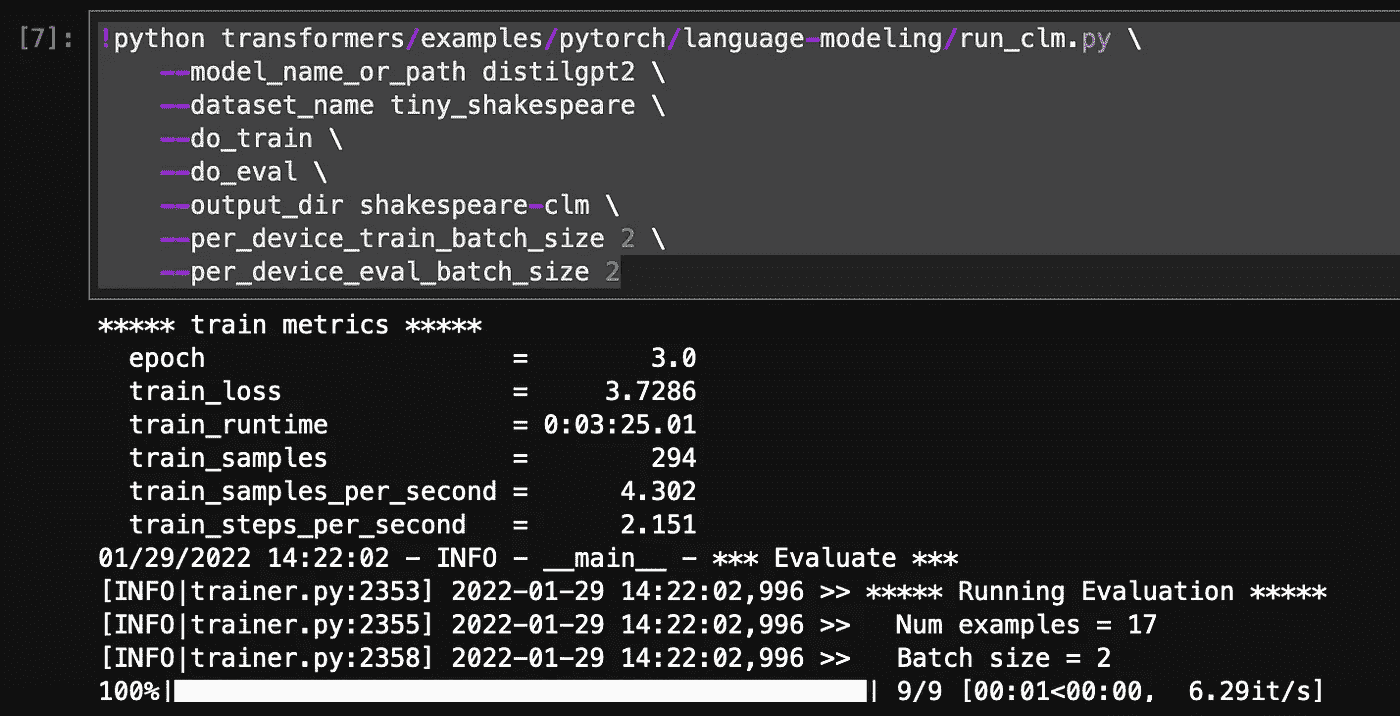 [7]: !python transformers/examples/pytorch/language-modeling/run_clm.py \
--model_name_or_path distilgpt2 \
--dataset_name tiny_shakespeare \
--do_train \
--do_eval \
--output_dir shakespeare-clm \
--per_device_train_batch_size 2 \
--per_device_eval_batch_size 2
***** train metrics *****
epoch = 3.0
train_loss = 3.7286
train_runtime = 0:03:25.01
train_samples = 294
train_samples_per_second = 4.302
train_steps_per_second = 2.151
01/29/2022 14:22:02 - INFO - __main__ - *** Evaluate ***
[INFO|trainer.py:2353] 2022-01-29 14:22:02,996 >> ***** Running Evaluation *****
[INFO|trainer.py:2355] 2022-01-29 14:22:02,996 >> Num examples = 17
[INFO|trainer.py:2358] 2022-01-29 14:22:02,996 >> Batch size = 2
100%|██████████| 9/9 [00:01<00:00, 6.29it/s]